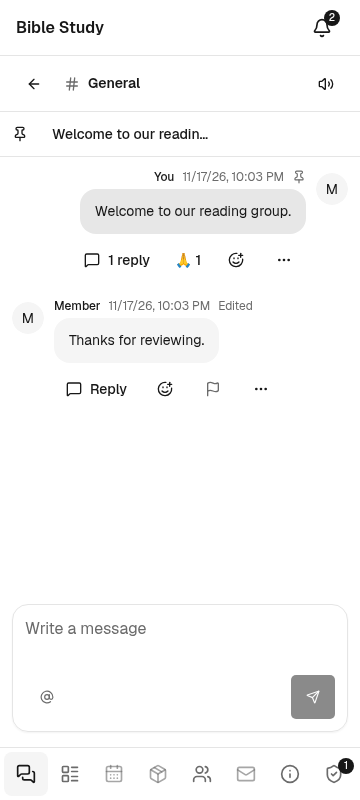 Bible Study
2
# General
Welcome to our readin...
You 11/17/26, 10:03 PM
M
Welcome to our reading group.
1 reply 🙏 1
Member 11/17/26, 10:03 PM Edited
M
Thanks for reviewing.
Reply
Write a message
@
1